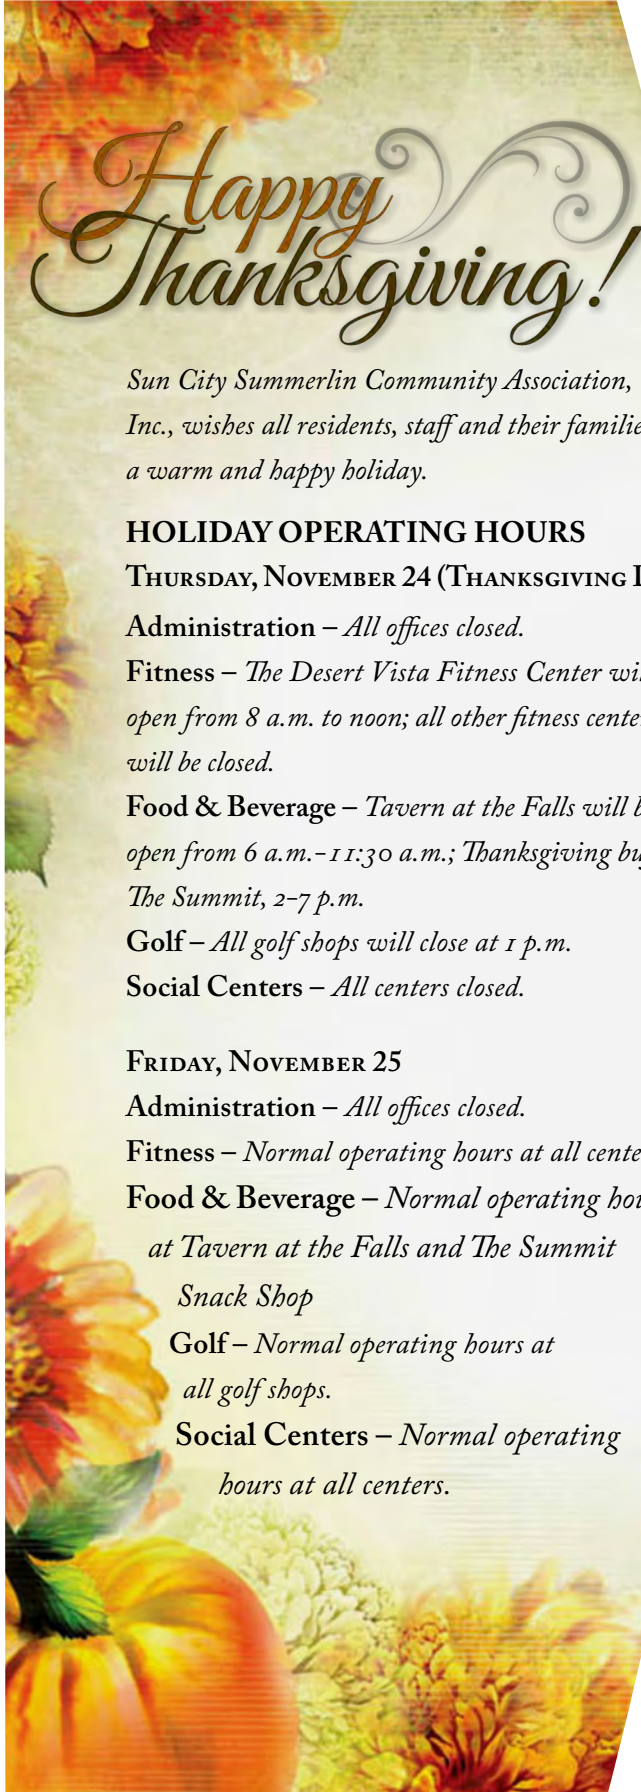 Happy
Thanksgiving!
Sun City Summerlin Community Association,
Inc., wishes all residents, staff and their
a warm and happy holiday.
HOLIDAY OPERATING HOURS
Thursday, November 24 (Thanksgiving
Administration – All offices closed.
Fitness – The Desert Vista Fitness Center
open from 8 a.m. to noon; all other fitness
will be closed.
Food & Beverage – Tavern at the Falls will
open from 6 a.m.-11:30 a.m.; Thanksgiving
The Summit, 2-7 p.m.
Golf – All golf shops will close at 1 p.m.
Social Centers – All centers closed.
Friday, November 25
Administration – All offices closed.
Fitness – Normal operating hours at all
Food & Beverage – Normal operating
at Tavern at the Falls and The Summit
Snack Shop
Golf – Normal operating hours at
all golf shops.
Social Centers – Normal operating
hours at all centers.